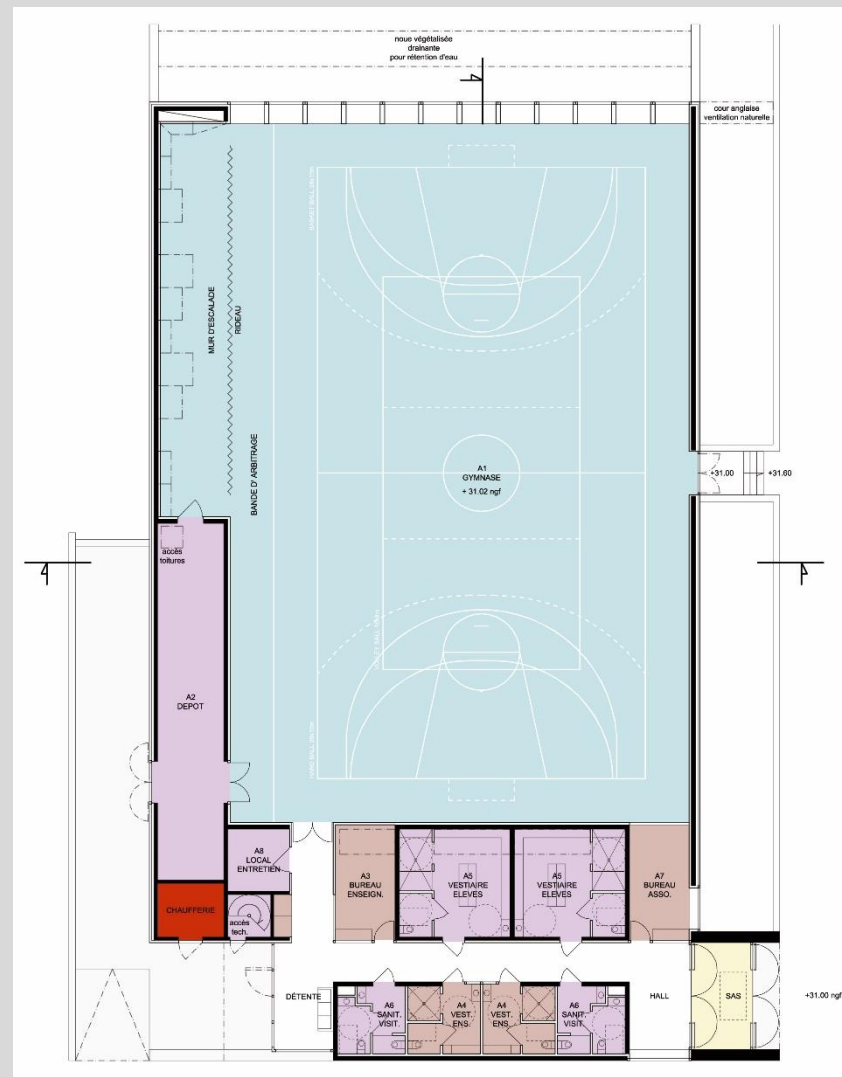 noue végétalisée
drainante
pour rétention d'eau
cour anglaise
ventilation naturelle
MUR D'ESCALADE
RIDEAU
BANDE D' ARBITRAGE
A1
GYMNASE
+ 31.02 ngf
+31.00
+31.60
accès
toitures
A2
DEPOT
A8
LOCAL
ENTRETIEN
A3
BUREAU
ENSEIGN.
A5
VESTIAIRE
ELEVES
A5
VESTIAIRE
ELEVES
A7
BUREAU
ASSO.
CHAUFFERIE
accès
tech.
DÉTENTE
A6
SANIT.
VISIT.
A4
VEST.
ENS.
A4
VEST.
ENS.
A6
SANIT.
VISIT.
HALL
SAS
+31.00 ngf